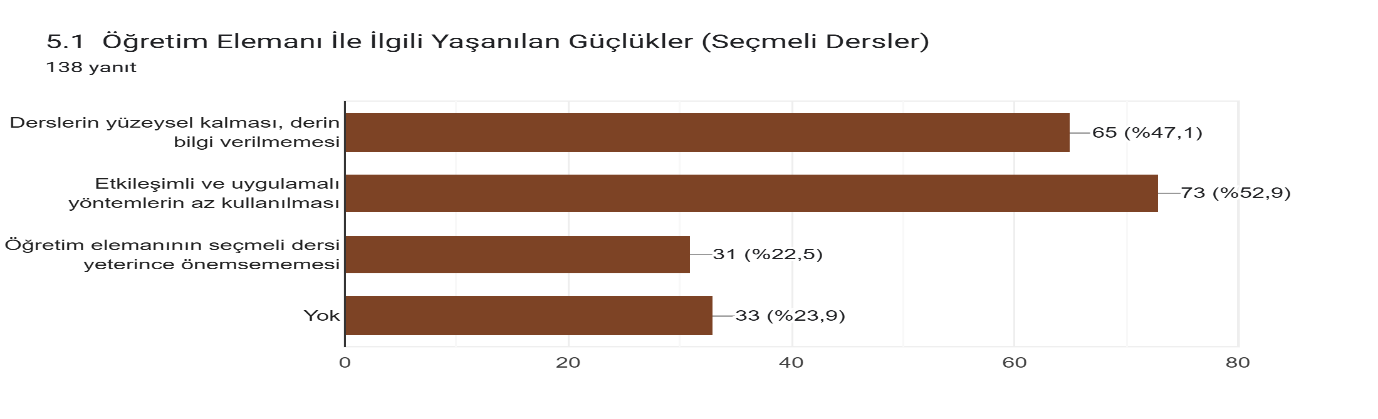 5.1 Öğretim Elemanı İle İlgili Yaşanılan Güçlükler (Seçmeli Dersler)
138 yanıt
Derslerin yüzeysel kalması, derin
bilgi verilmemesi
65 (%47,1)
Etkileşimli ve uygulamalı
yöntemlerin az kullanılması
73 (%52,9)
Öğretim elemanının seçmeli dersi
yeterince önemsememesi
31 (%22,5)
Yok
33 (%23,9)
0 20 40 60 80